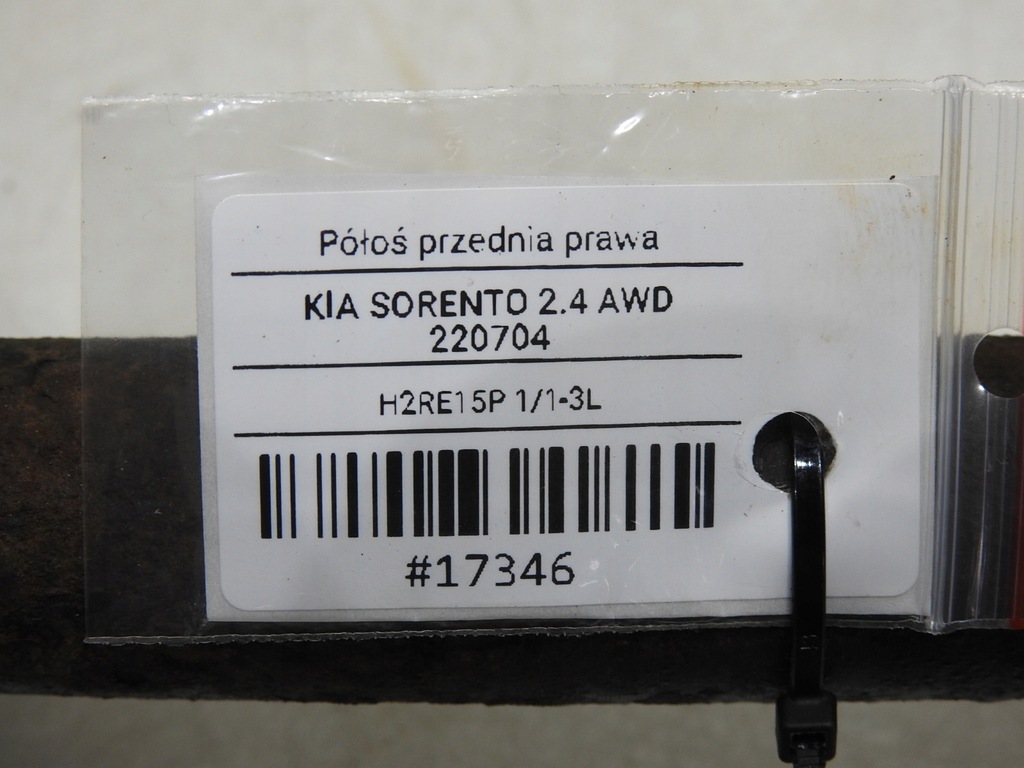 Półoś przednia prawa
KIA SORENTO 2.4 AWD
220704
H2RE15P 1/1-3L
#17346